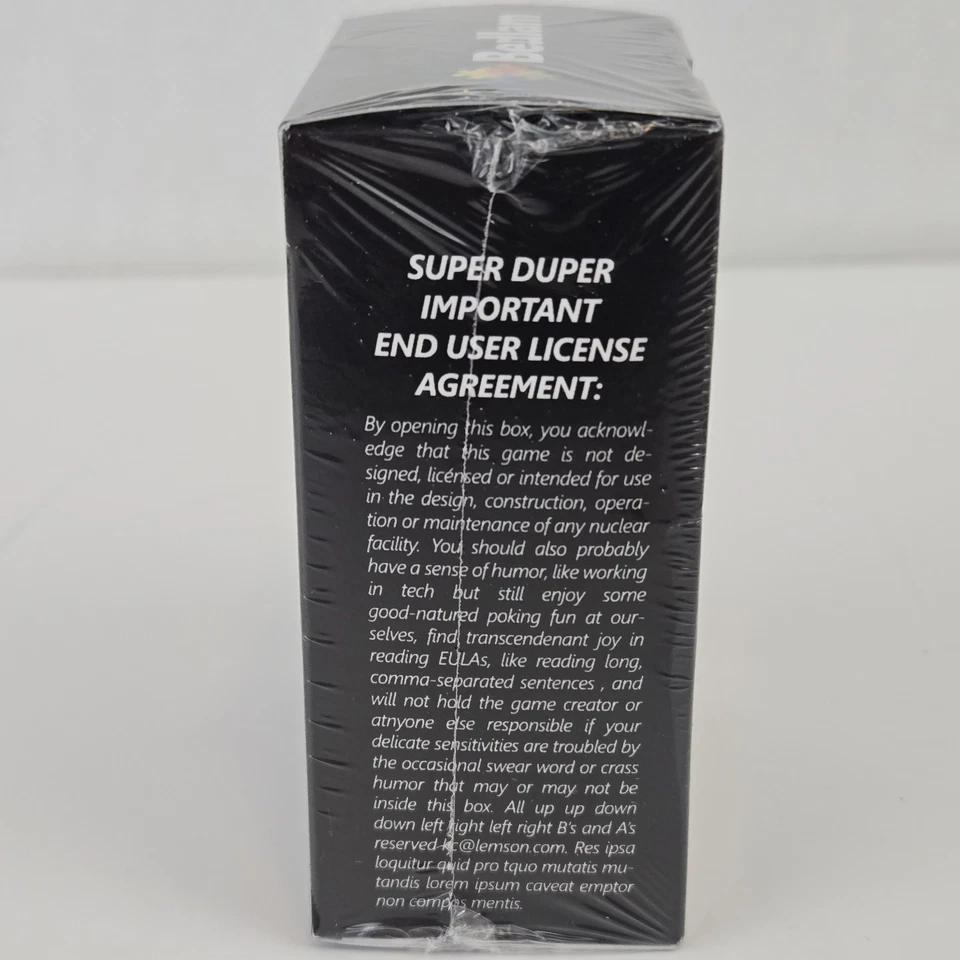 Bedlam
SUPER DUPER
IMPORTANT
END USER LICENSE
AGREEMENT:
By opening this box, you acknowl-
edge that this game is not de-
signed, licensed or intended for use
in the design, construction, opera-
tion or maintenance of any nuclear
facility. You should also probably
have a sense of humor, like working
in tech but still enjoy some
good-natured poking fun at our-
selves, find transcendenant joy in
reading EULAs, like reading long,
comma-separated sentences , and
will not hold the game creator or
atnyone else responsible if your
delicate sensitivities are troubled by
the occasional swear word or crass
humor that may or may not be
inside this box. All up up down
down left right left right B's and A's
reserved kc@lemson.com. Res ipsa
loquitur quid pro tquo mutatis mu-
tandis lorem ipsum caveat emptor
non compos mentis.